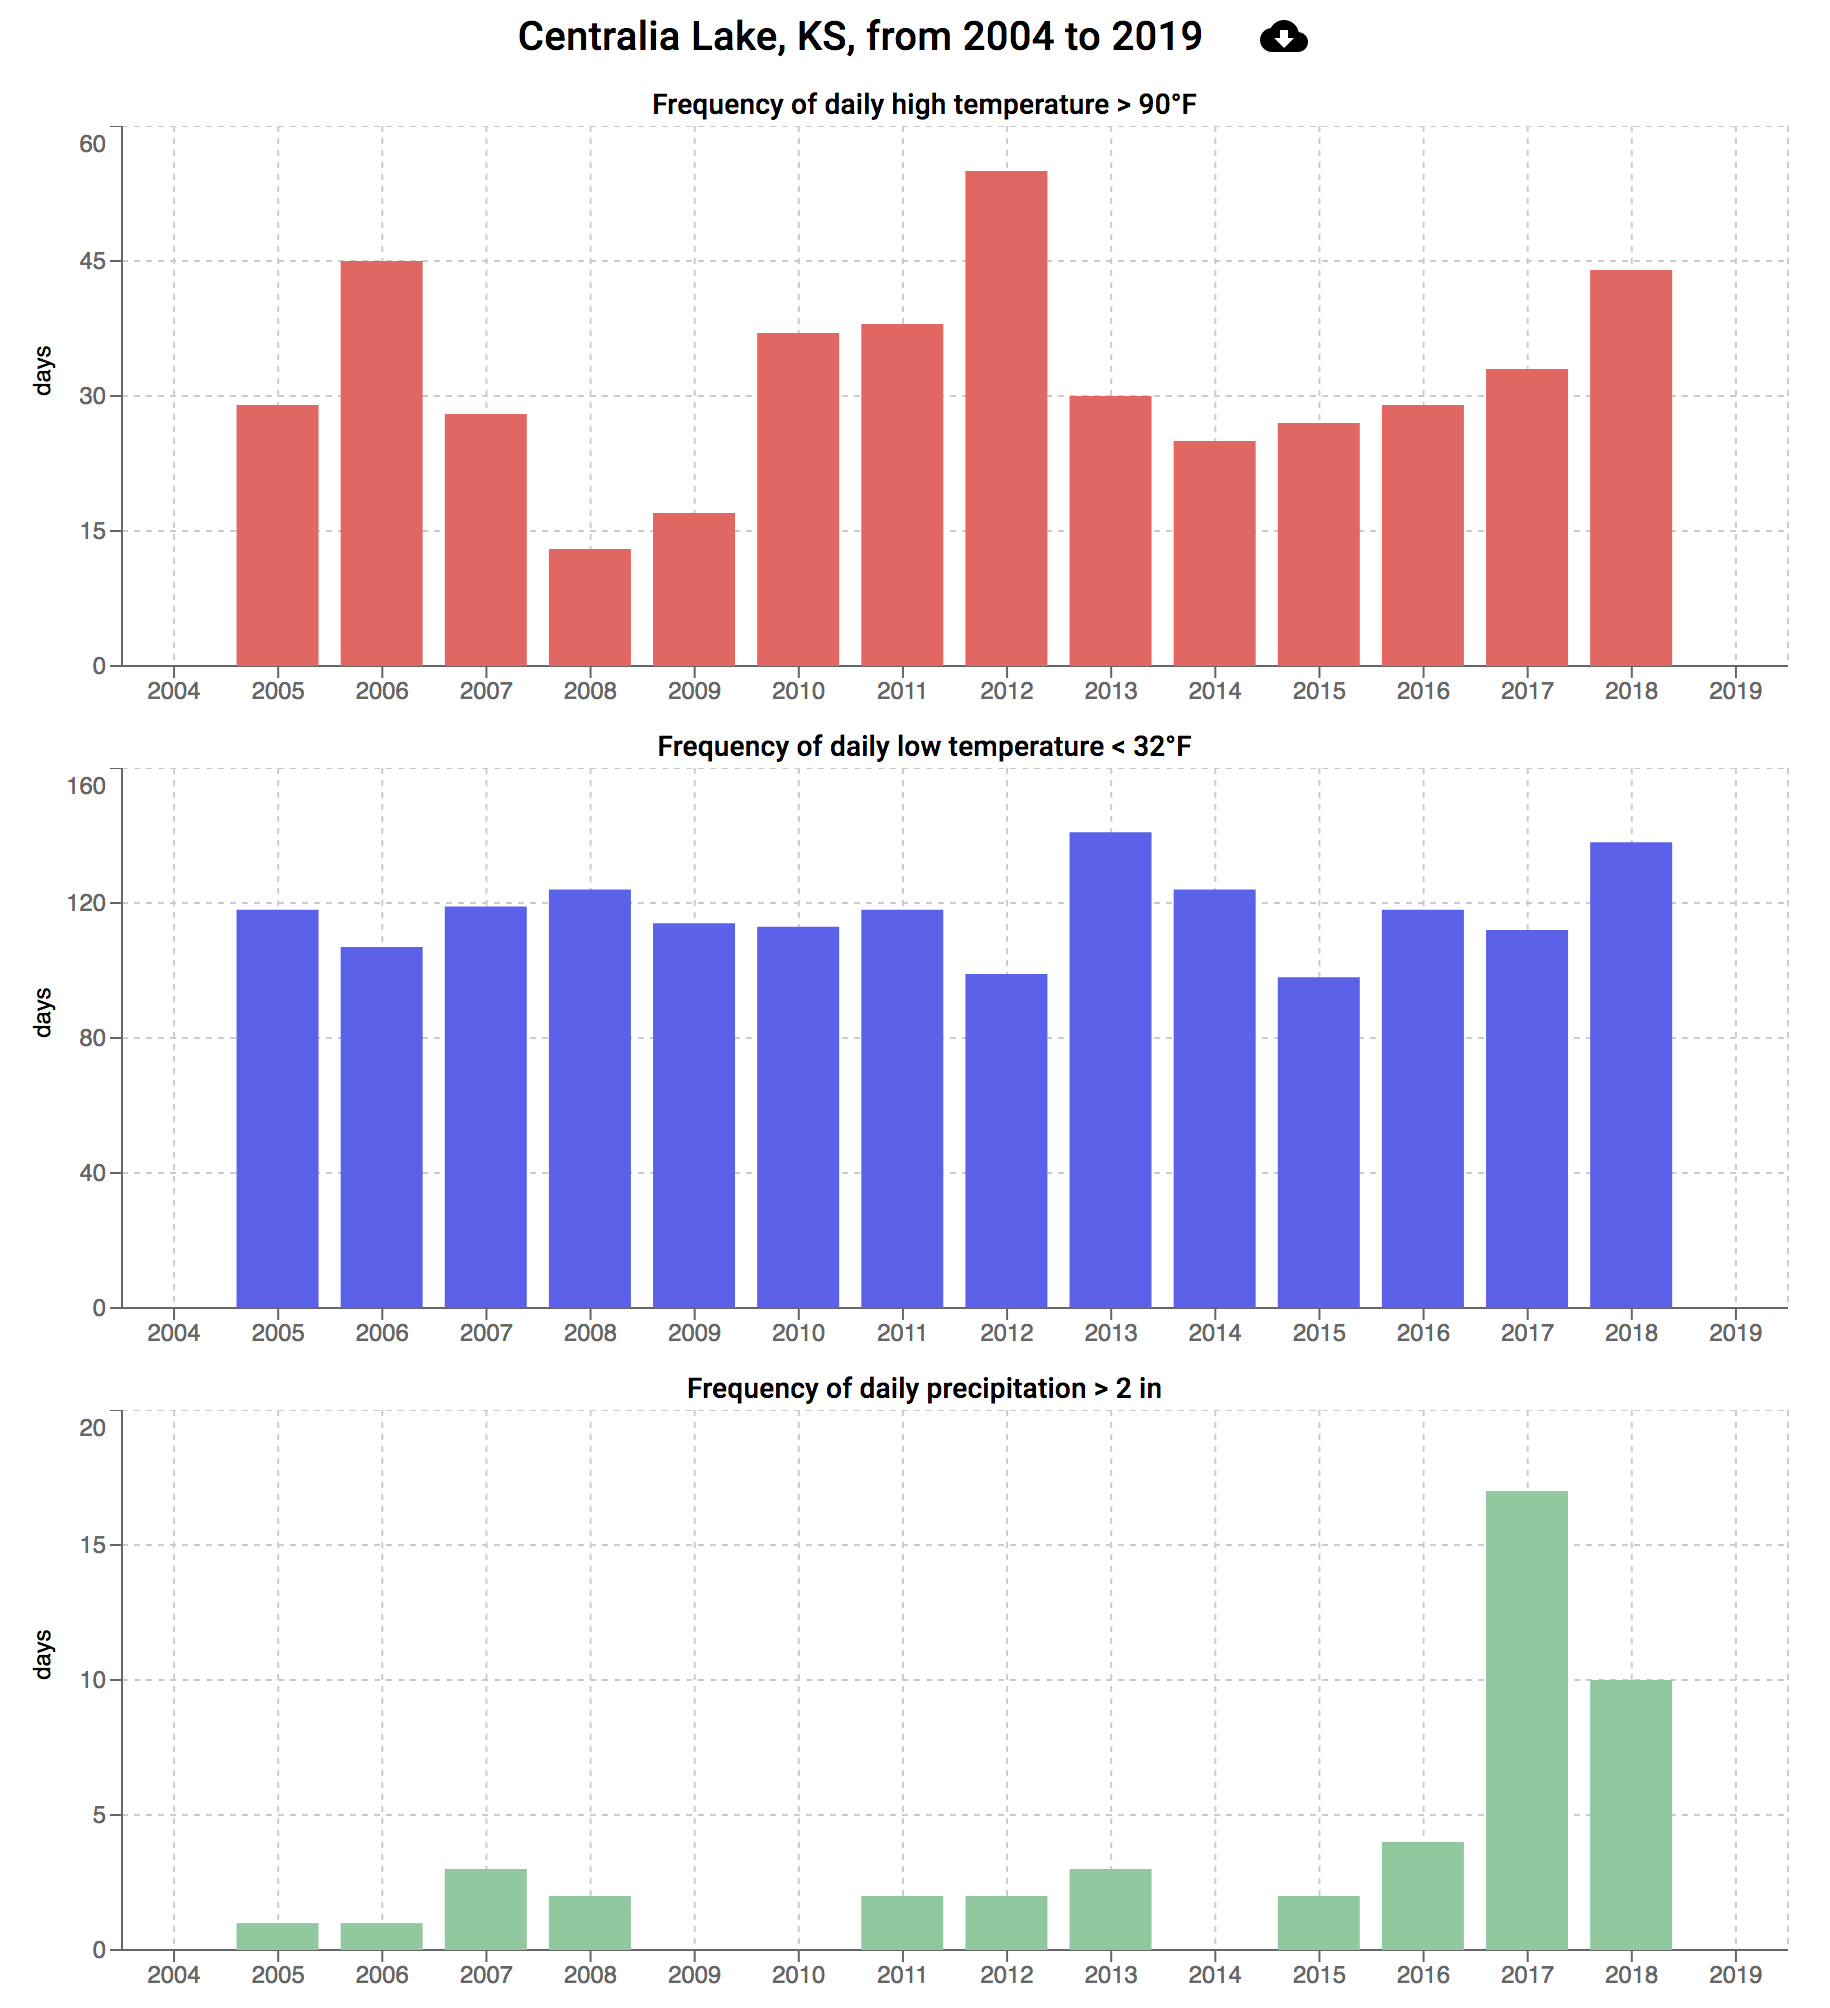 Centralia Lake, KS, from 2004 to 2019
Frequency of daily high temperature > 90°F
60
45
30
15
0
days
2004 2005 2006 2007 2008 2009 2010 2011 2012 2013 2014 2015 2016 2017 2018 2019
Frequency of daily low temperature < 32°F
160
120
80
40
0
days
2004 2005 2006 2007 2008 2009 2010 2011 2012 2013 2014 2015 2016 2017 2018 2019
Frequency of daily precipitation > 2 in
20
15
10
5
0
days
2004 2005 2006 2007 2008 2009 2010 2011 2012 2013 2014 2015 2016 2017 2018 2019